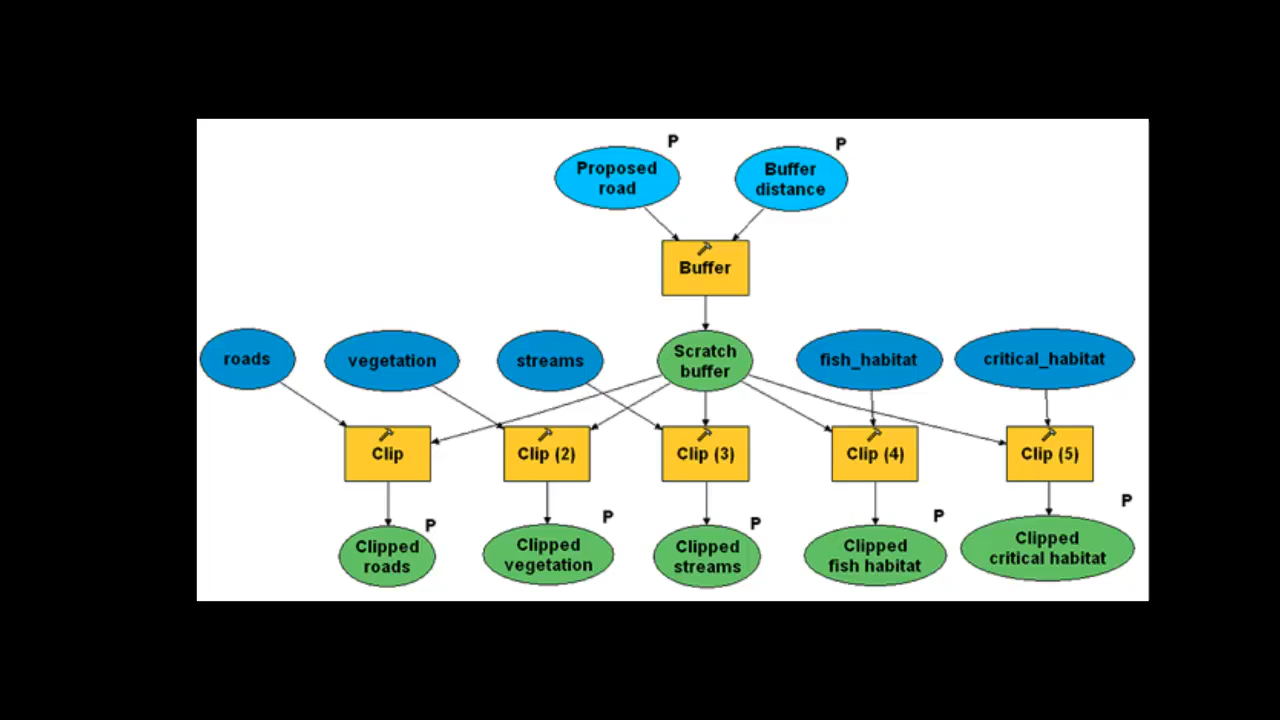 P
P
Proposed
road
Buffer
distance
Buffer
roads
vegetation
streams
Scratch
buffer
fish_habitat
critical_habitat
Clip
Clip (2)
Clip (3)
Clip (4)
Clip (5)
P
P
P
P
P
Clipped
roads
Clipped
vegetation
Clipped
streams
Clipped
fish habitat
Clipped
critical habitat